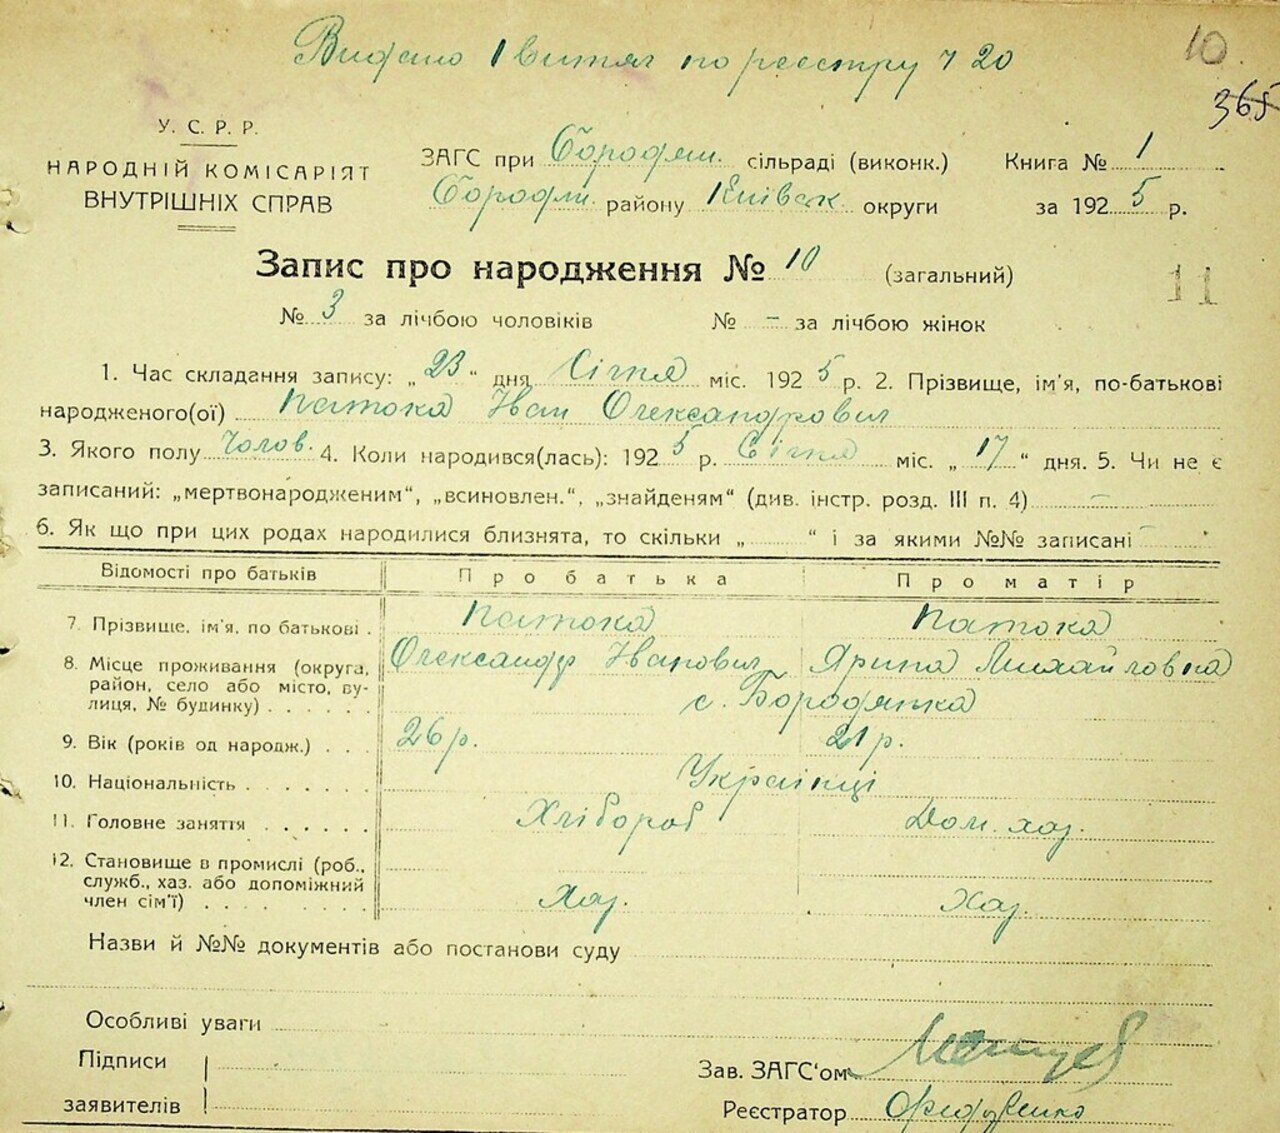 Видано 1 витяг по реєстру ч 20
10
365
У. С. Р. Р.
НАРОДНІЙ КОМІСАРІЯТ
ВНУТРІШНІХ СПРАВ
ЗАГС при Бородян. сільраді (виконк.)
Бородян. району Київськ. округи
Книга № 1
за 1925 р.
Запис про народження № 10 (загальний)
11
№ 3 за лічбою чоловіків № - за лічбою жінок
1. Час складання запису: „23“ дня Січня міс. 1925 р. 2. Прізвище, ім'я, по-батькові
народженого(ої) Патока Іван Олександрович
3. Якого полу Чолов. 4. Коли народився(лась): 1925 р. Січня міс. „17“ дня. 5. Чи не є
записаний: „мертвонародженим“, „всиновлен.“, „знайденям“ (див. інстр. розд. III п. 4) —
6. Як що при цих родах народилися близнята, то скільки „ “ і за якими №№ записані —
Відомості про батьків Про батька Про матір
7. Прізвище, ім'я, по батькові . Патока Патока
Олександр Іванович Ярина Михайловна
8. Місце проживання (округа,
район, село або місто, ву-
лиця, № будинку) . . . . . . с. Бородянка
9. Вік (років од народж.) . . . 26 р. 21 р.
10. Національність . . . . . . . Українці
11. Головне заняття . . . . . . Хлібороб Дом. хаз.
12. Становище в промислі (роб.,
служб., хаз. або допоміжний
член сім'ї) . . . . . . . . . Хаз. Хаз.
Назви й №№ документів або постанови суду
Особливі уваги
Підписи
заявителів
Зав. ЗАГС'ом
Реєстратор